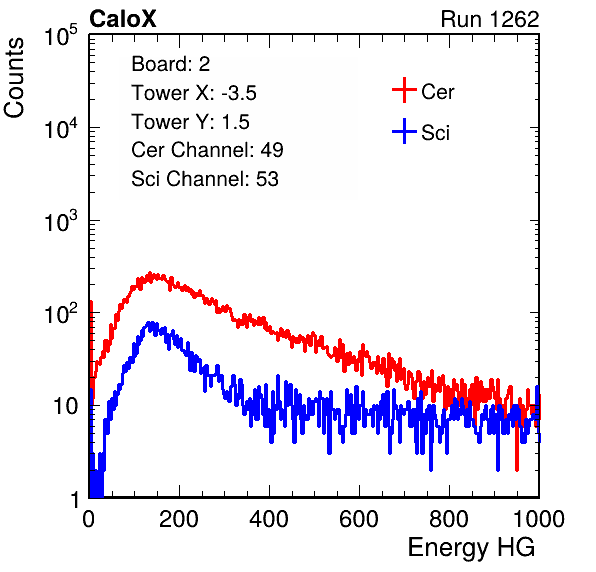 CaloX Run 1262
Counts
10^5
10^4
10^3
10^2
10
1
Board: 2
Tower X: -3.5
Tower Y: 1.5
Cer Channel: 49
Sci Channel: 53
Cer
Sci
0 200 400 600 800 1000
Energy HG